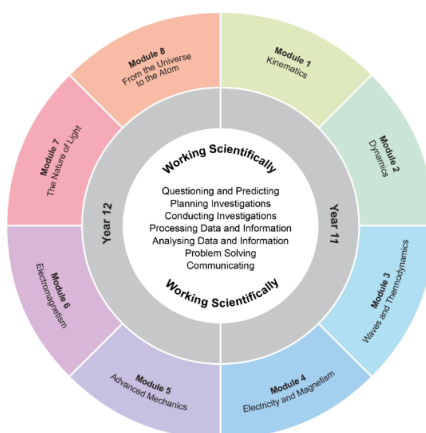 Module 1
Kinematics
Module 2
Dynamics
Module 3
Waves and Thermodynamics
Module 4
Electricity and Magnetism
Module 5
Advanced Mechanics
Module 6
Electromagnetism
Module 7
The Nature of Light
Module 8
From the Universe
to the Atom
Year 12
Year 11
Working Scientifically
Questioning and Predicting
Planning Investigations
Conducting Investigations
Processing Data and Information
Analysing Data and Information
Problem Solving
Communicating
Working Scientifically